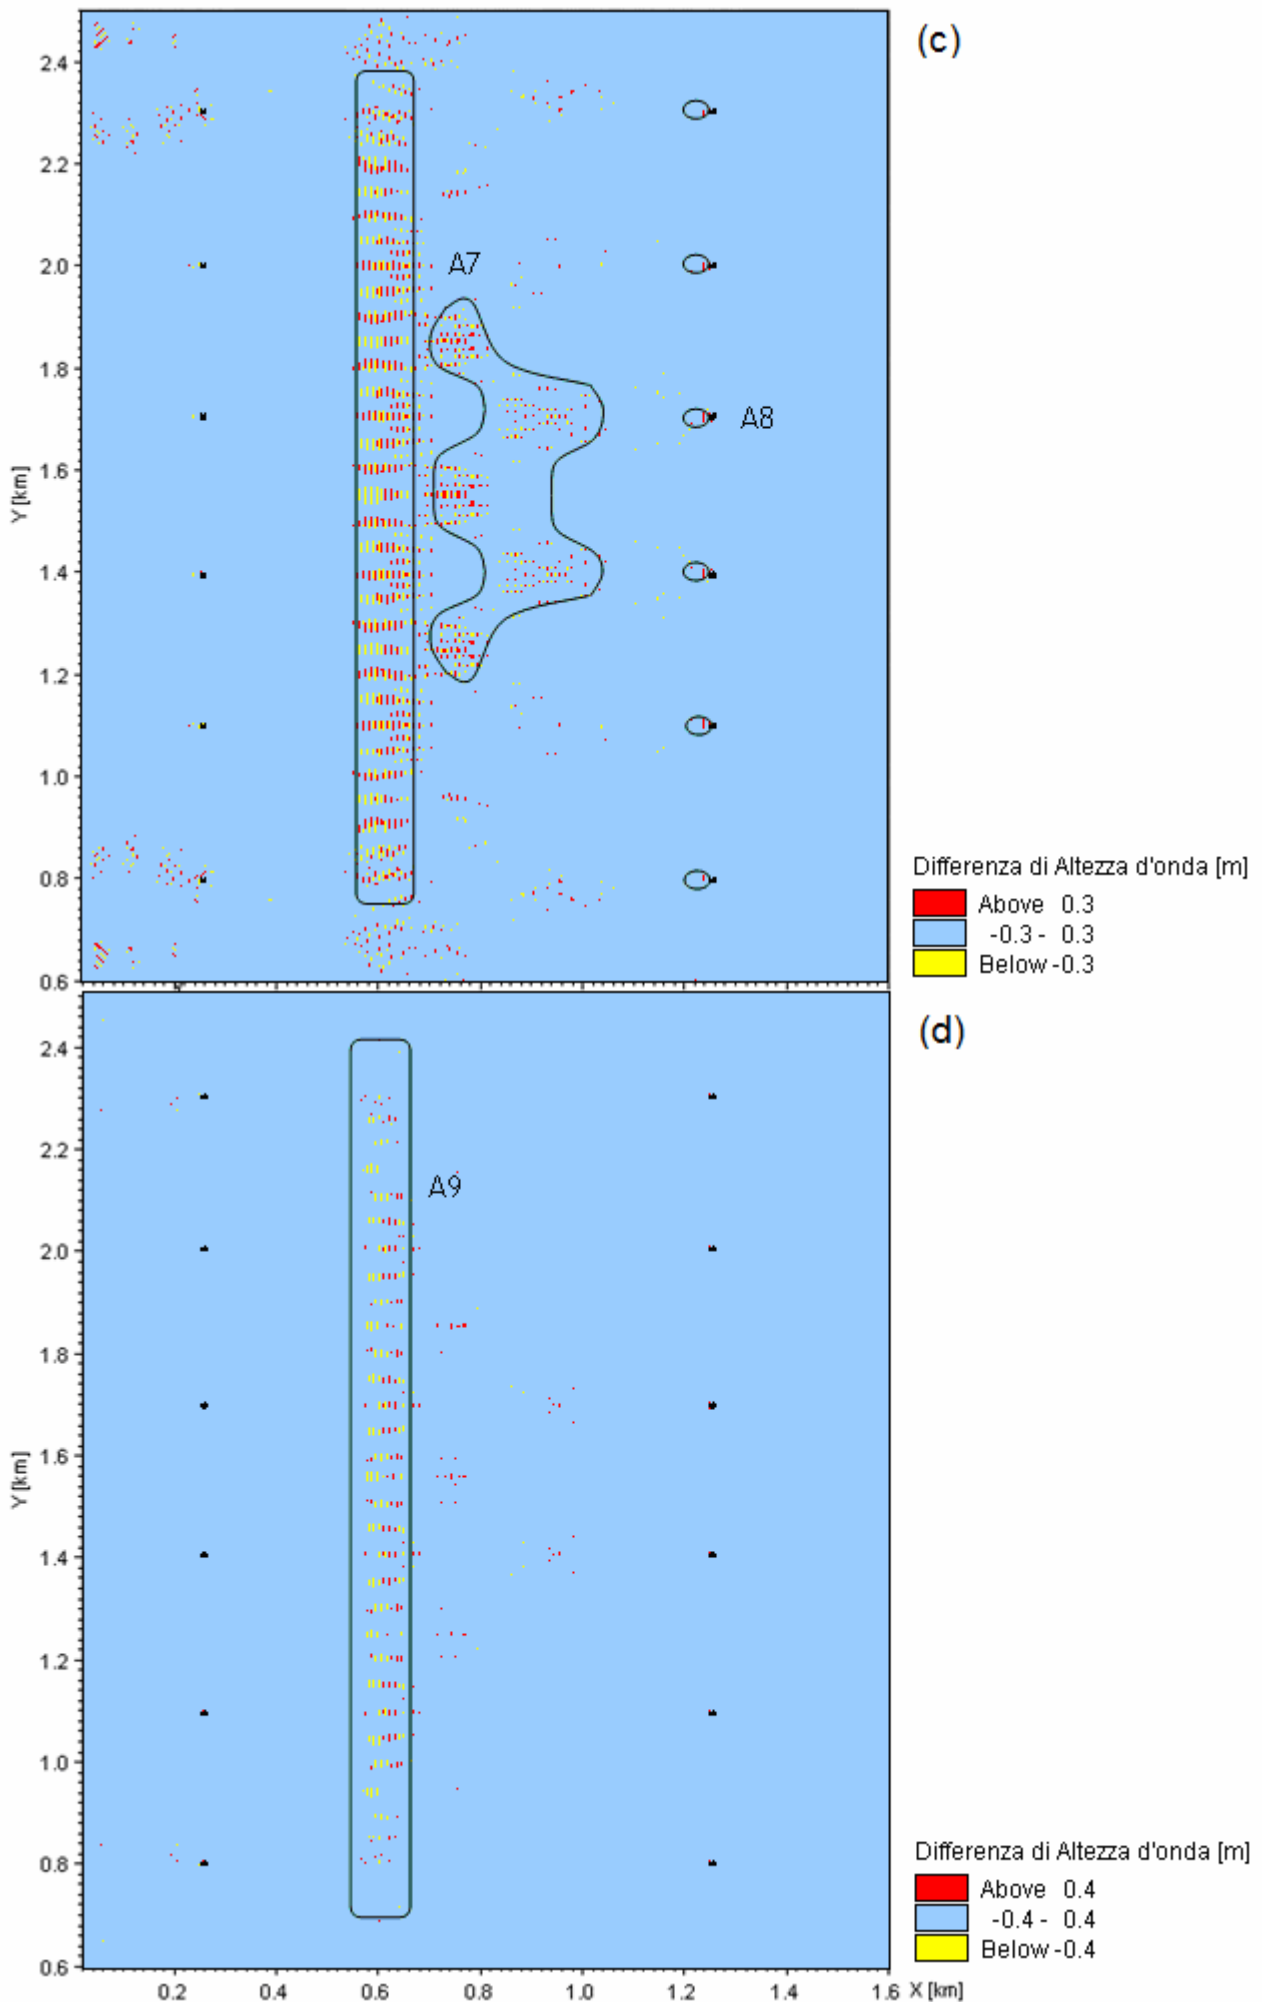 (c)
2.4
2.2
2.0
1.8
1.6
1.4
1.2
1.0
0.8
0.6
Y [km]
A7
A8
Differenza di Altezza d'onda [m]
Above 0.3
-0.3 - 0.3
Below -0.3
(d)
2.4
2.2
2.0
1.8
1.6
1.4
1.2
1.0
0.8
0.6
Y [km]
A9
Differenza di Altezza d'onda [m]
Above 0.4
-0.4 - 0.4
Below -0.4
0.2 0.4 0.6 0.8 1.0 1.2 1.4 1.6 X [km]